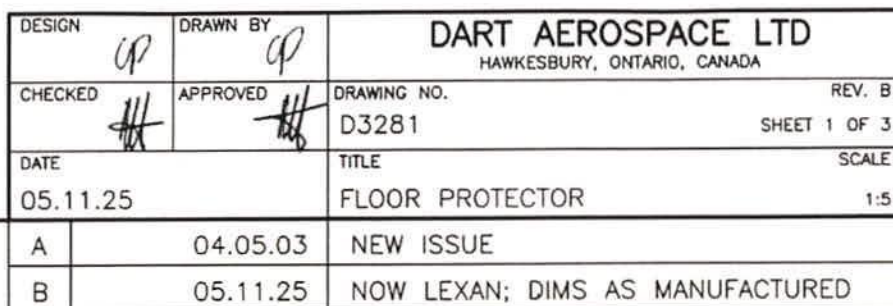 DESIGN
DRAWN BY
DART AEROSPACE LTD
HAWKESBURY, ONTARIO, CANADA
CHECKED
APPROVED
DRAWING NO.
REV. B
D3281
SHEET 1 OF 3
DATE
TITLE
SCALE
05.11.25
FLOOR PROTECTOR
1:5
A 04.05.03 NEW ISSUE
B 05.11.25 NOW LEXAN; DIMS AS MANUFACTURED